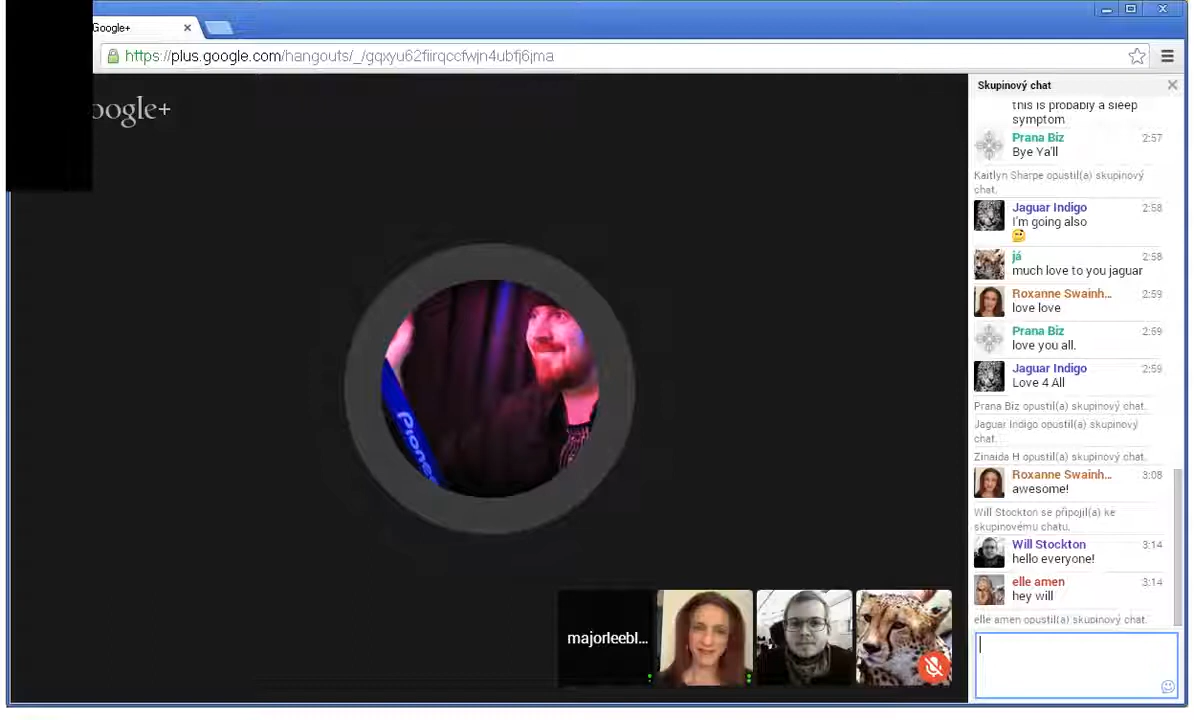 Google+
https://plus.google.com/hangouts/_/gqxyu62fiirqccfwjn4ubfj6jma
oogle+
Skupinový chat
this is probably a sleep
symptom
Prana Biz 2:57
Bye Ya'll
Kaitlyn Sharpe opustil(a) skupinový
chat.
Jaguar Indigo 2:58
I'm going also
já 2:58
much love to you jaguar
Roxanne Swainh... 2:59
love love
Prana Biz 2:59
love you all.
Jaguar Indigo 2:59
Love 4 All
Prana Biz opustil(a) skupinový chat.
Jaguar Indigo opustil(a) skupinový
chat.
Zinaida H opustil(a) skupinový chat.
Roxanne Swainh... 3:08
awesome!
Will Stockton se připojil(a) ke
skupinovému chatu.
Will Stockton 3:14
hello everyone!
elle amen 3:14
hey will
elle amen opustil(a) skupinový chat.
Pionee
majorleebl...